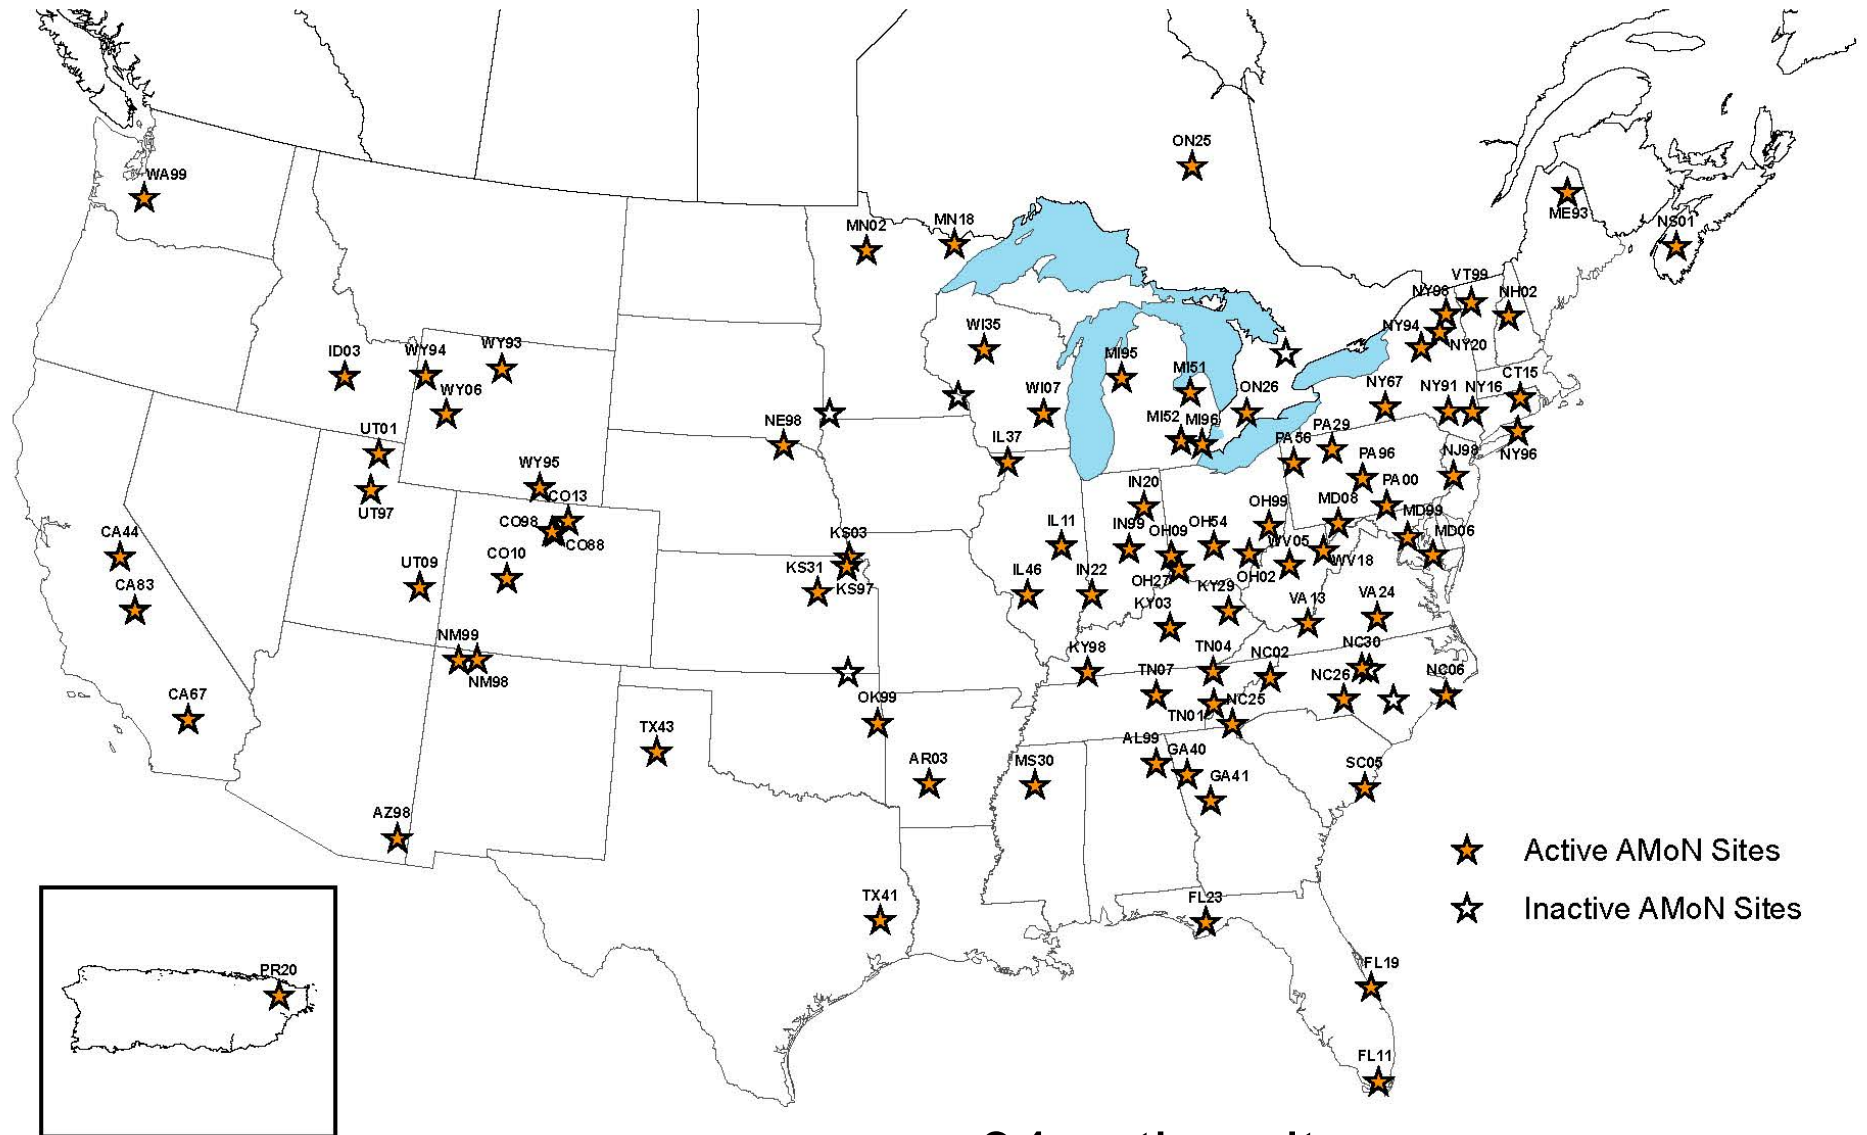 ON25
WA99
ME93
NS01
MN02
MN18
VT99
NY98
NH02
WI35
NY94
NY20
ID03
WY94
WY93
MI95
MI51
CT15
WY06
WI07
ON26
NY67
NY91
NY16
NE98
MI52
MI96
PA29
UT01
IL37
PA56
NY96
WY95
PA96
NJ98
CO13
IN20
PA00
UT97
CO98
OH99
MD08
MD99
CA44
CO88
KS03
IL11
IN99
OH09
OH54
MD06
WV05
CO10
UT09
KS31
IL46
IN22
OH27
OH02
WV18
CA83
KS97
KY29
KY03
VA13
VA24
NM99
KY98
TN04
NC02
NC30
NM98
TN07
NC26
NC06
CA67
OK99
NC25
TN01
TX43
AL99
GA40
AR03
MS30
GA41
SC05
AZ98
Active AMoN Sites
TX41
FL23
Inactive AMoN Sites
PR20
FL19
FL11